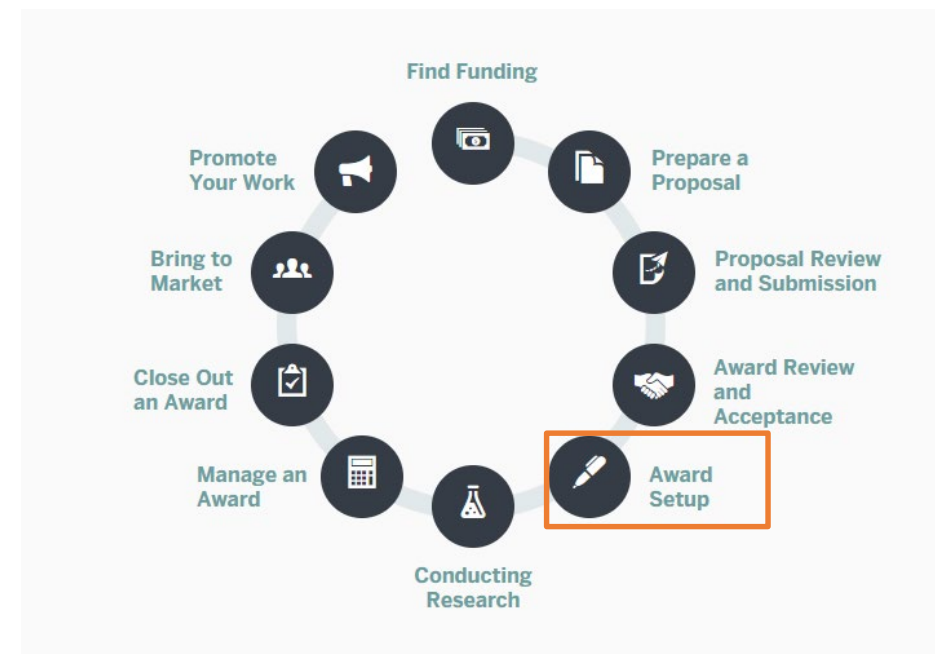 Find Funding
Prepare a
Proposal
Proposal Review
and Submission
Award Review
and
Acceptance
Award
Setup
Conducting
Research
Manage an
Award
Close Out
an Award
Bring to
Market
Promote
Your Work